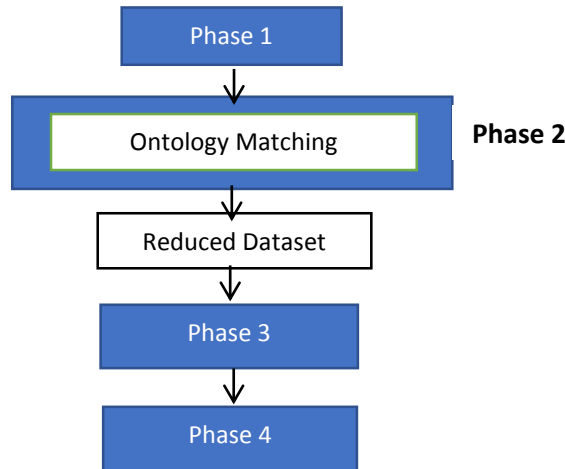 Phase 1
Ontology Matching
Phase 2
Reduced Dataset
Phase 3
Phase 4